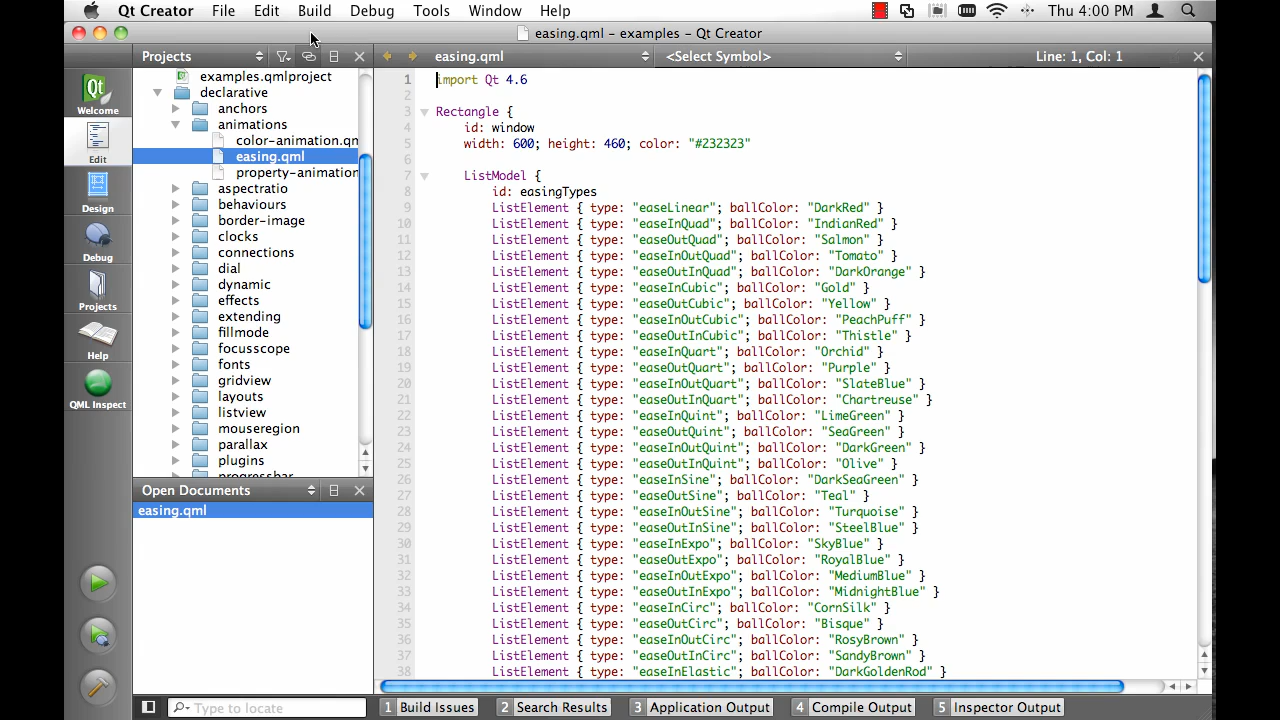 Qt Creator File Edit Build Debug Tools Window Help Thu 4:00 PM
easing.qml – examples – Qt Creator
Projects
easing.qml
<Select Symbol>
Line: 1, Col: 1
Qt
Welcome
Edit
Design
Debug
Projects
Help
QML Inspect
examples.qmlproject
declarative
anchors
animations
color-animation.qm
easing.qml
property-animation
aspectratio
behaviours
border-image
clocks
connections
dial
dynamic
effects
extending
fillmode
focusscope
fonts
gridview
layouts
listview
mouseregion
parallax
plugins
progressbar
Open Documents
easing.qml
1 import Qt 4.6
2
3 Rectangle {
4 id: window
5 width: 600; height: 460; color: "#232323"
6
7 ListModel {
8 id: easingTypes
9 ListElement { type: "easeLinear"; ballColor: "DarkRed" }
10 ListElement { type: "easeInQuad"; ballColor: "IndianRed" }
11 ListElement { type: "easeOutQuad"; ballColor: "Salmon" }
12 ListElement { type: "easeInOutQuad"; ballColor: "Tomato" }
13 ListElement { type: "easeOutInQuad"; ballColor: "DarkOrange" }
14 ListElement { type: "easeInCubic"; ballColor: "Gold" }
15 ListElement { type: "easeOutCubic"; ballColor: "Yellow" }
16 ListElement { type: "easeInOutCubic"; ballColor: "PeachPuff" }
17 ListElement { type: "easeOutInCubic"; ballColor: "Thistle" }
18 ListElement { type: "easeInQuart"; ballColor: "Orchid" }
19 ListElement { type: "easeOutQuart"; ballColor: "Purple" }
20 ListElement { type: "easeInOutQuart"; ballColor: "SlateBlue" }
21 ListElement { type: "easeOutInQuart"; ballColor: "Chartreuse" }
22 ListElement { type: "easeInQuint"; ballColor: "LimeGreen" }
23 ListElement { type: "easeOutQuint"; ballColor: "SeaGreen" }
24 ListElement { type: "easeInOutQuint"; ballColor: "DarkGreen" }
25 ListElement { type: "easeOutInQuint"; ballColor: "Olive" }
26 ListElement { type: "easeInSine"; ballColor: "DarkSeaGreen" }
27 ListElement { type: "easeOutSine"; ballColor: "Teal" }
28 ListElement { type: "easeInOutSine"; ballColor: "Turquoise" }
29 ListElement { type: "easeOutInSine"; ballColor: "SteelBlue" }
30 ListElement { type: "easeInExpo"; ballColor: "SkyBlue" }
31 ListElement { type: "easeOutExpo"; ballColor: "RoyalBlue" }
32 ListElement { type: "easeInOutExpo"; ballColor: "MediumBlue" }
33 ListElement { type: "easeOutInExpo"; ballColor: "MidnightBlue" }
34 ListElement { type: "easeInCirc"; ballColor: "CornSilk" }
35 ListElement { type: "easeOutCirc"; ballColor: "Bisque" }
36 ListElement { type: "easeInOutCirc"; ballColor: "RosyBrown" }
37 ListElement { type: "easeOutInCirc"; ballColor: "SandyBrown" }
38 ListElement { type: "easeInElastic"; ballColor: "DarkGoldenRod" }
Type to locate
1 Build Issues
2 Search Results
3 Application Output
4 Compile Output
5 Inspector Output